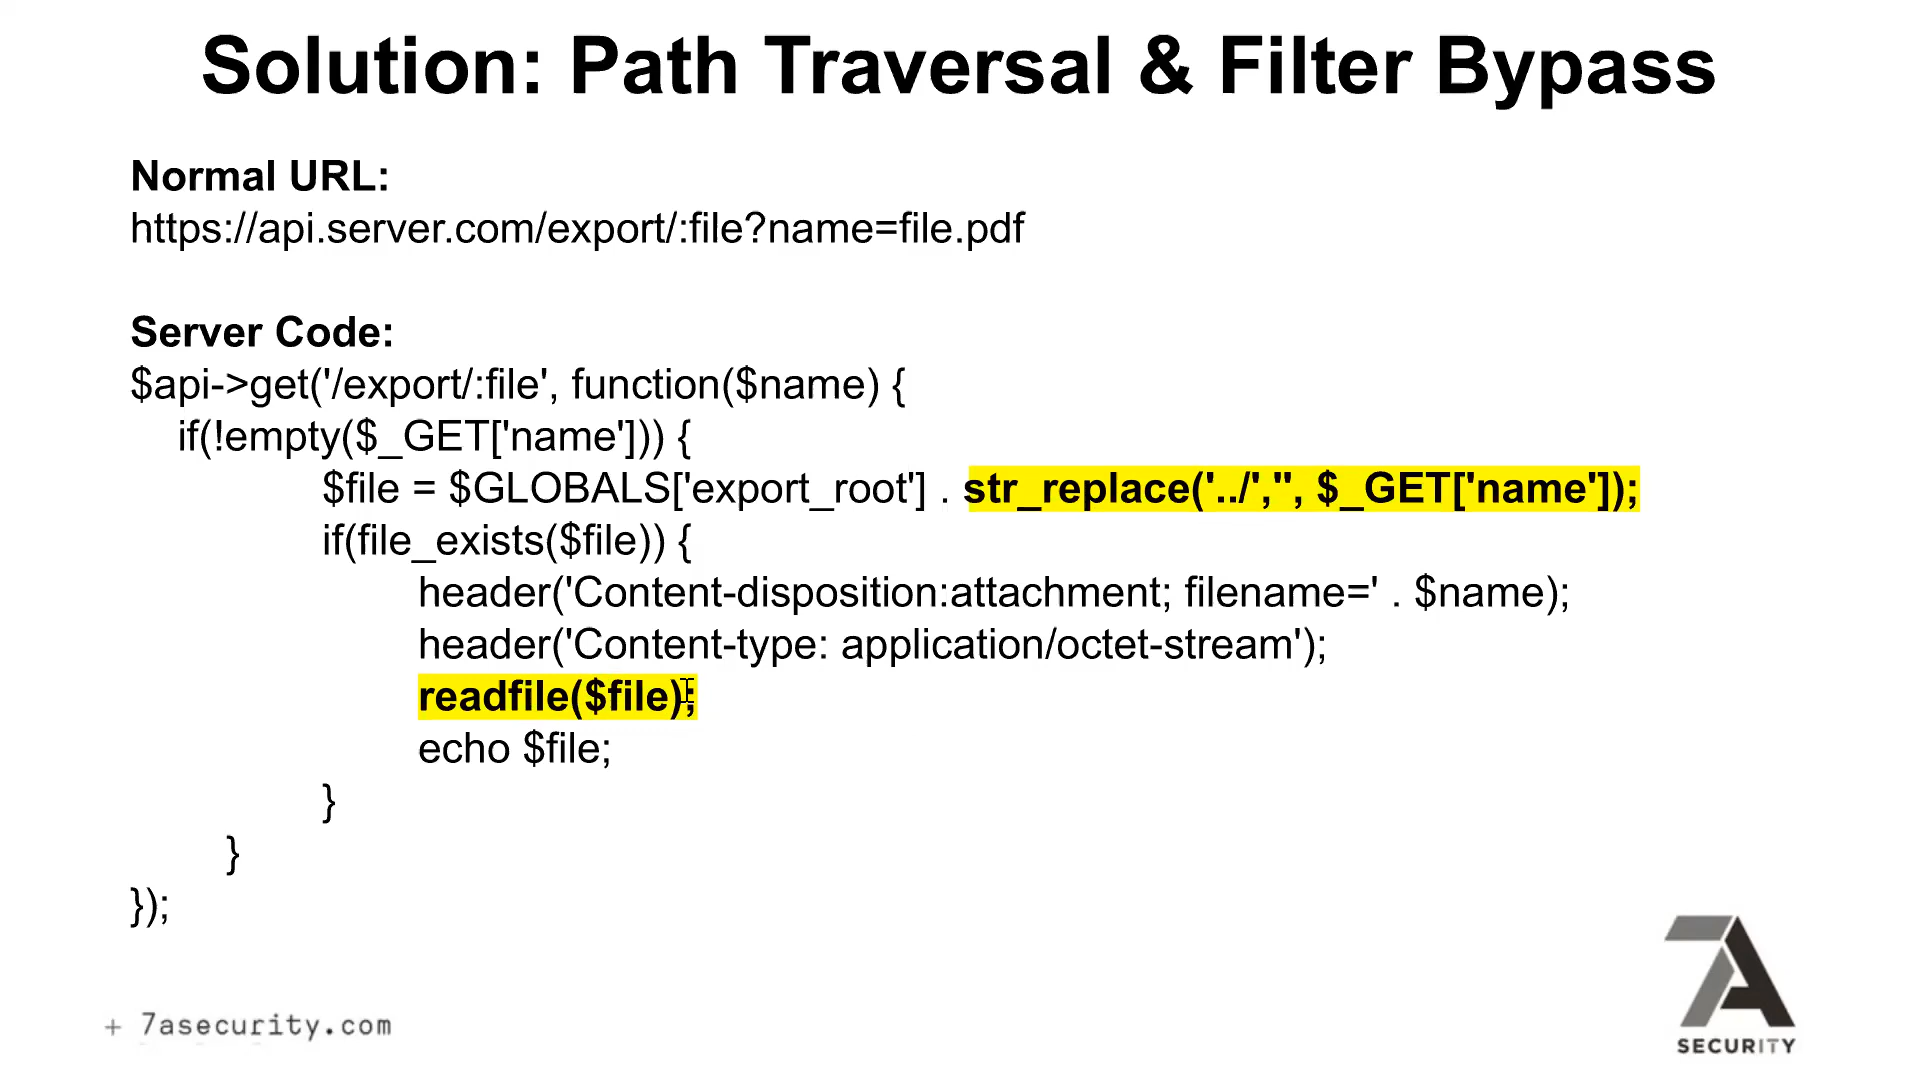 Solution: Path Traversal & Filter Bypass
Normal URL:
https://api.server.com/export/:file?name=file.pdf
Server Code:
$api->get('/export/:file', function($name) {
if(!empty($_GET['name'])) {
$file = $GLOBALS['export_root'] . str_replace('../','', $_GET['name']);
if(file_exists($file)) {
header('Content-disposition:attachment; filename=' . $name);
header('Content-type: application/octet-stream');
readfile($file);
echo $file;
}
}
});
+ 7asecurity.com
7A
SECURITY